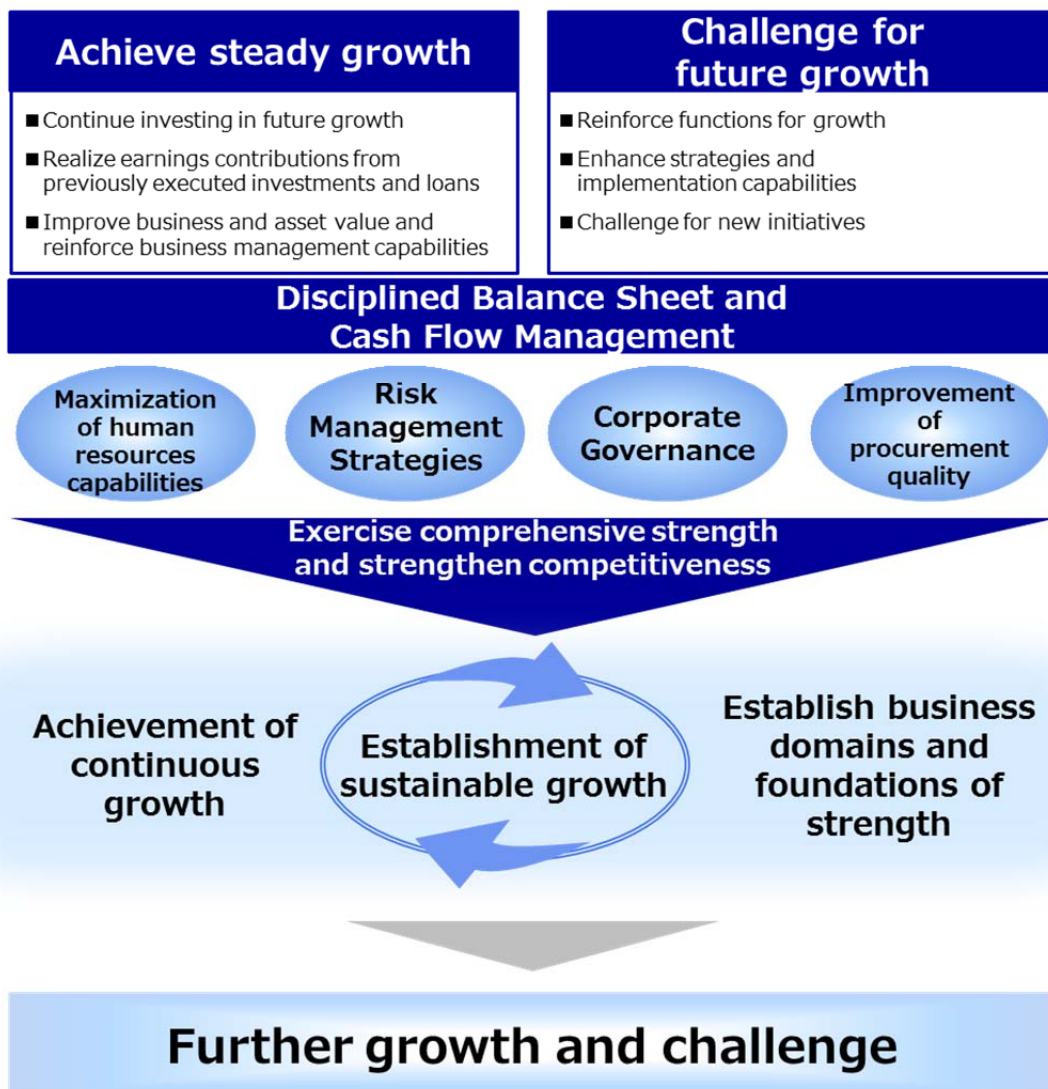 Achieve steady growth
■ Continue investing in future growth
■ Realize earnings contributions from
previously executed investments and loans
■ Improve business and asset value and
reinforce business management capabilities
Challenge for
future growth
■ Reinforce functions for growth
■ Enhance strategies and
implementation capabilities
■ Challenge for new initiatives
Disciplined Balance Sheet and
Cash Flow Management
Maximization
of human
resources
capabilities
Risk
Management
Strategies
Corporate
Governance
Improvement
of
procurement
quality
Exercise comprehensive strength
and strengthen competitiveness
Achievement of
continuous
growth
Establishment of
sustainable growth
Establish business
domains and
foundations of
strength
Further growth and challenge